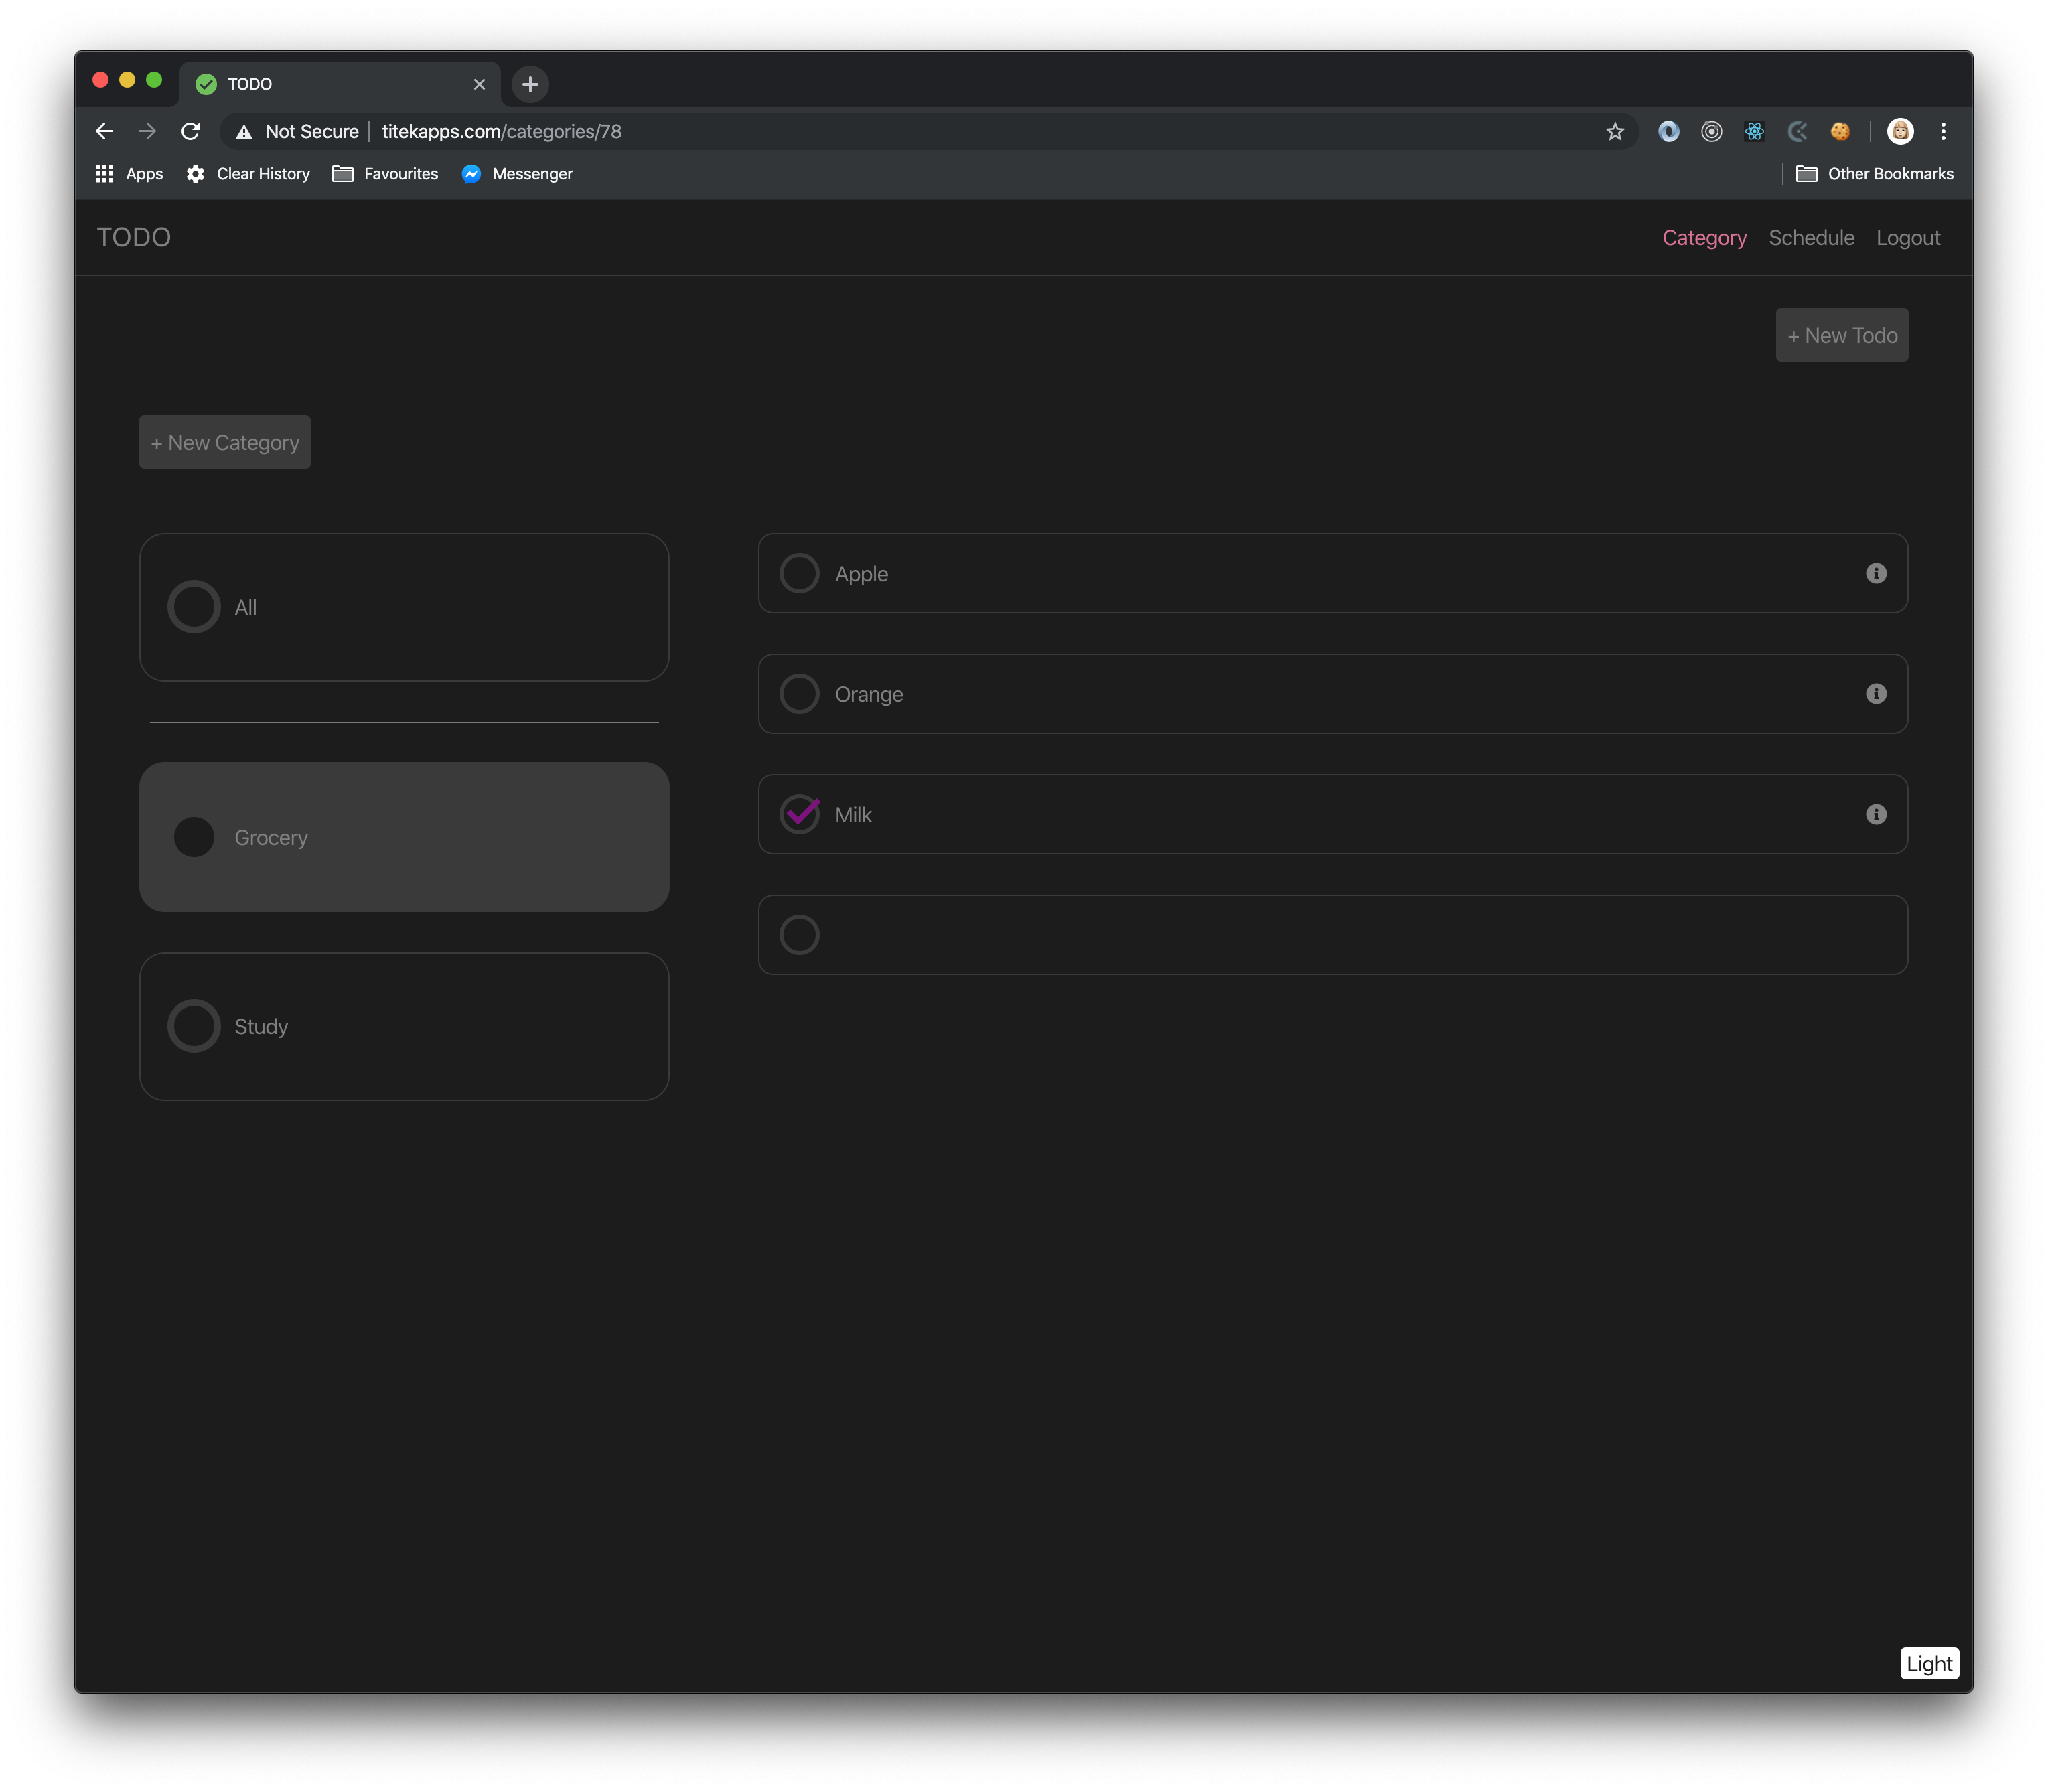 TODO
Not Secure titekapps.com/categories/78
Apps Clear History Favourites Messenger Other Bookmarks
TODO Category Schedule Logout
+ New Todo
+ New Category
All
Grocery
Study
Apple
Orange
Milk
Light